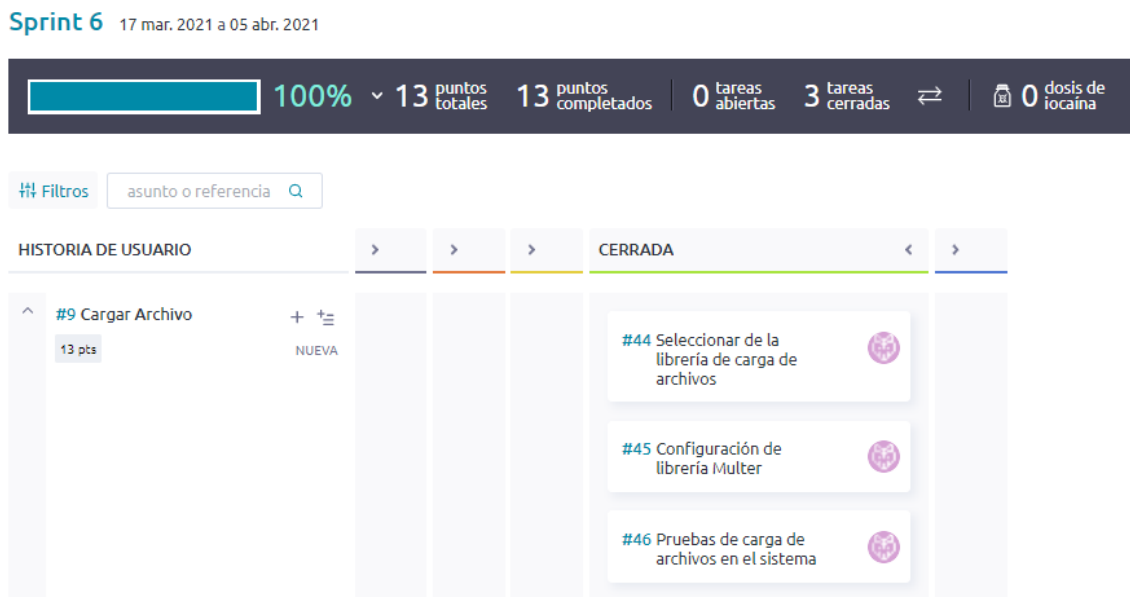 Sprint 6 17 mar. 2021 a 05 abr. 2021
100% 13 puntos totales 13 puntos completados 0 tareas abiertas 3 tareas cerradas 0 dosis de iocaína
Filtros asunto o referencia
HISTORIA DE USUARIO CERRADA
#9 Cargar Archivo
13 pts NUEVA
#44 Seleccionar de la
librería de carga de
archivos
#45 Configuración de
librería Multer
#46 Pruebas de carga de
archivos en el sistema